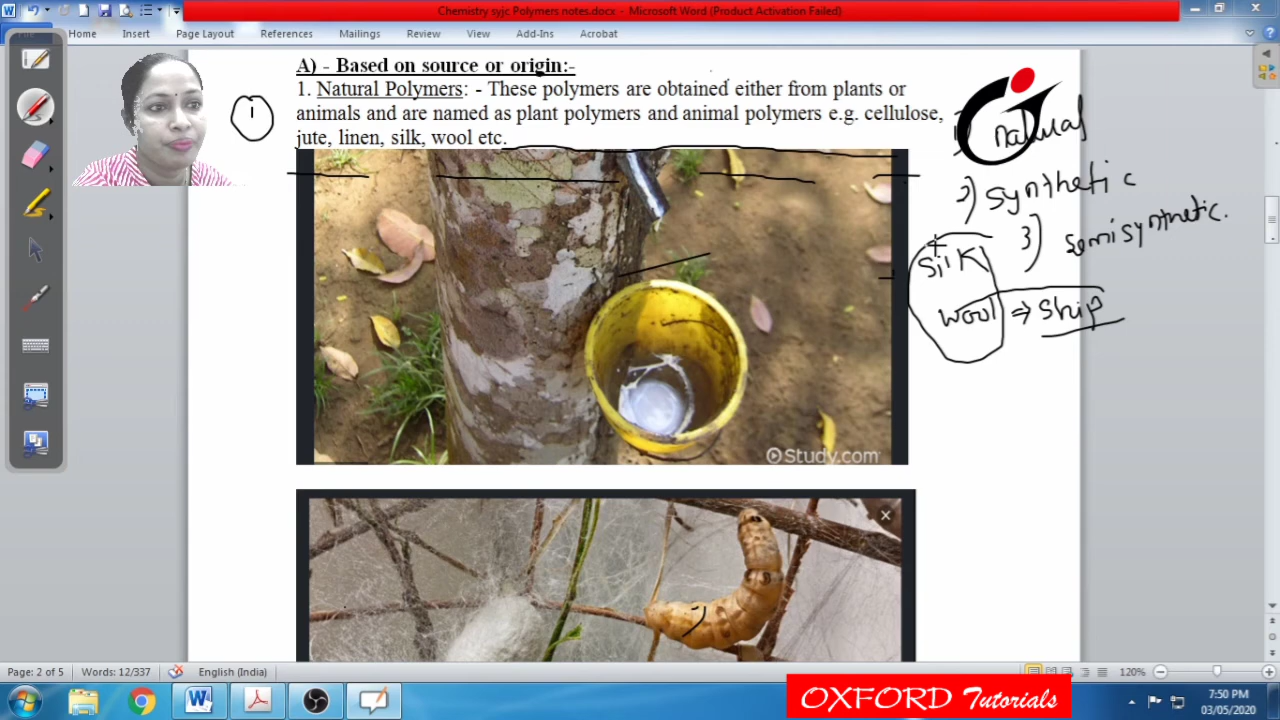 Chemistry syjc Polymers notes.docx - Microsoft Word (Product Activation Failed)
File Home Insert Page Layout References Mailings Review View Add-Ins Acrobat
A) - Based on source or origin:-
1. Natural Polymers: - These polymers are obtained either from plants or
animals and are named as plant polymers and animal polymers e.g. cellulose,
jute, linen, silk, wool etc.
1
1) natural
2) synthetic
3) semisynthetic.
silk
wool ⇒ ship
Study.com
Page: 2 of 5 Words: 12/337 English (India) 120%
OXFORD Tutorials
7:50 PM
03/05/2020